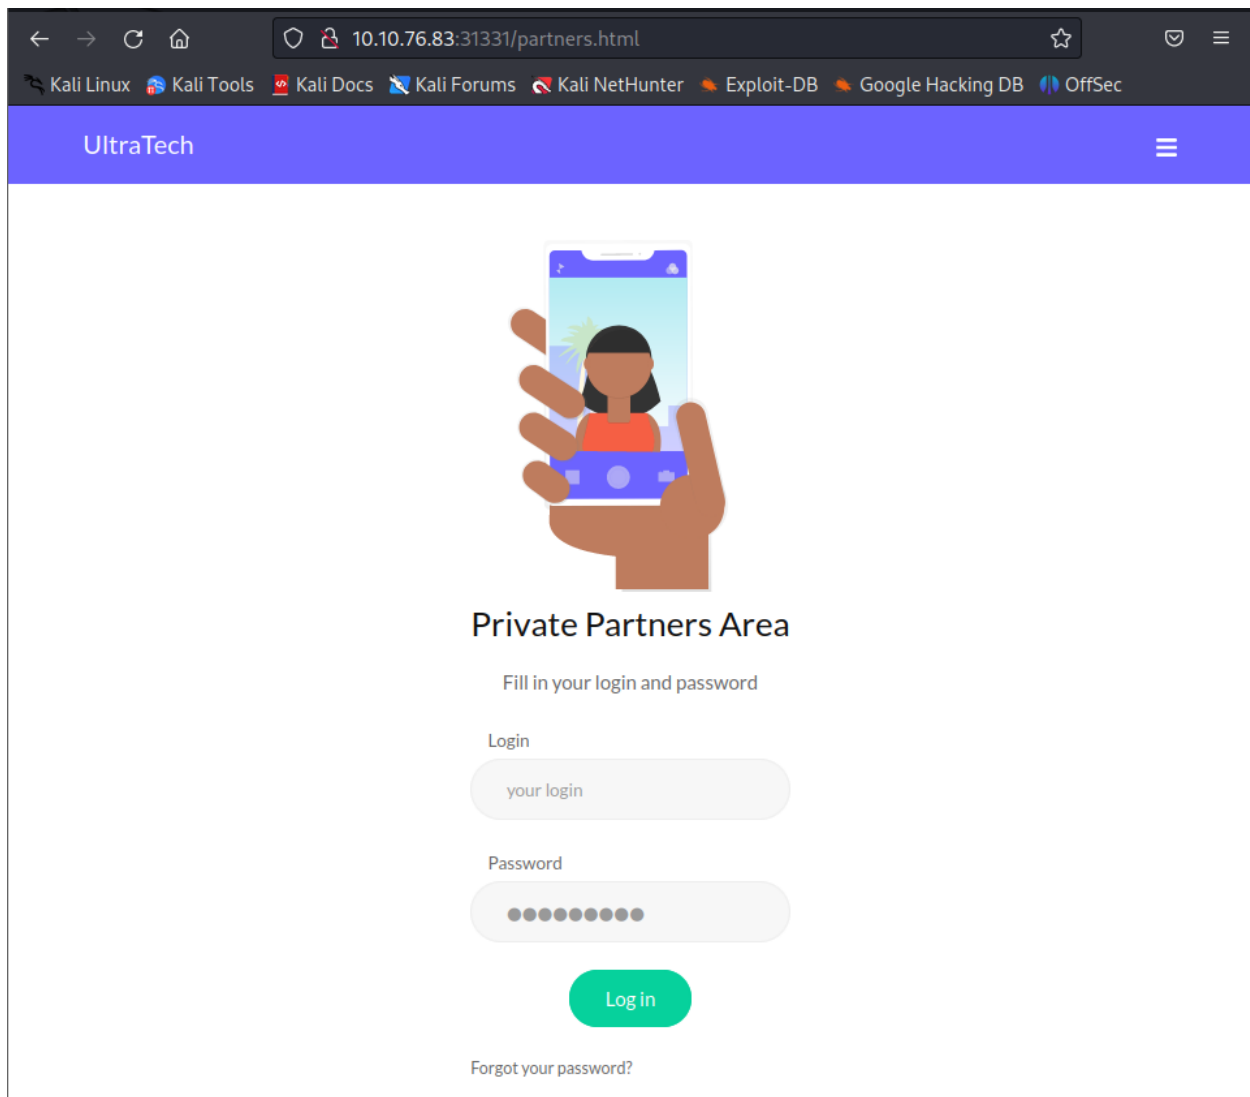 10.10.76.83:31331/partners.html
Kali Linux Kali Tools Kali Docs Kali Forums Kali NetHunter Exploit-DB Google Hacking DB OffSec
UltraTech
Private Partners Area
Fill in your login and password
Login
your login
Password
●●●●●●●●●
Log in
Forgot your password?